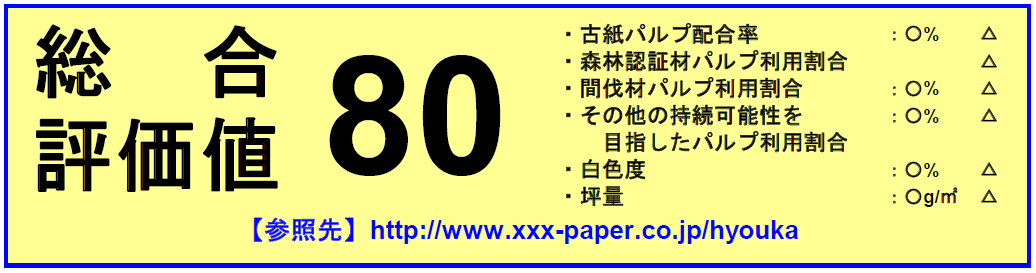 総合
評価値
80
・古紙パルプ配合率 ：○% △
・森林認証材パルプ利用割合 △
・間伐材パルプ利用割合 ：○% △
・その他の持続可能性を ：○% △
目指したパルプ利用割合
・白色度 ：○% △
・坪量 ：○g/㎡ △
【参照先】http://www.xxx-paper.co.jp/hyouka